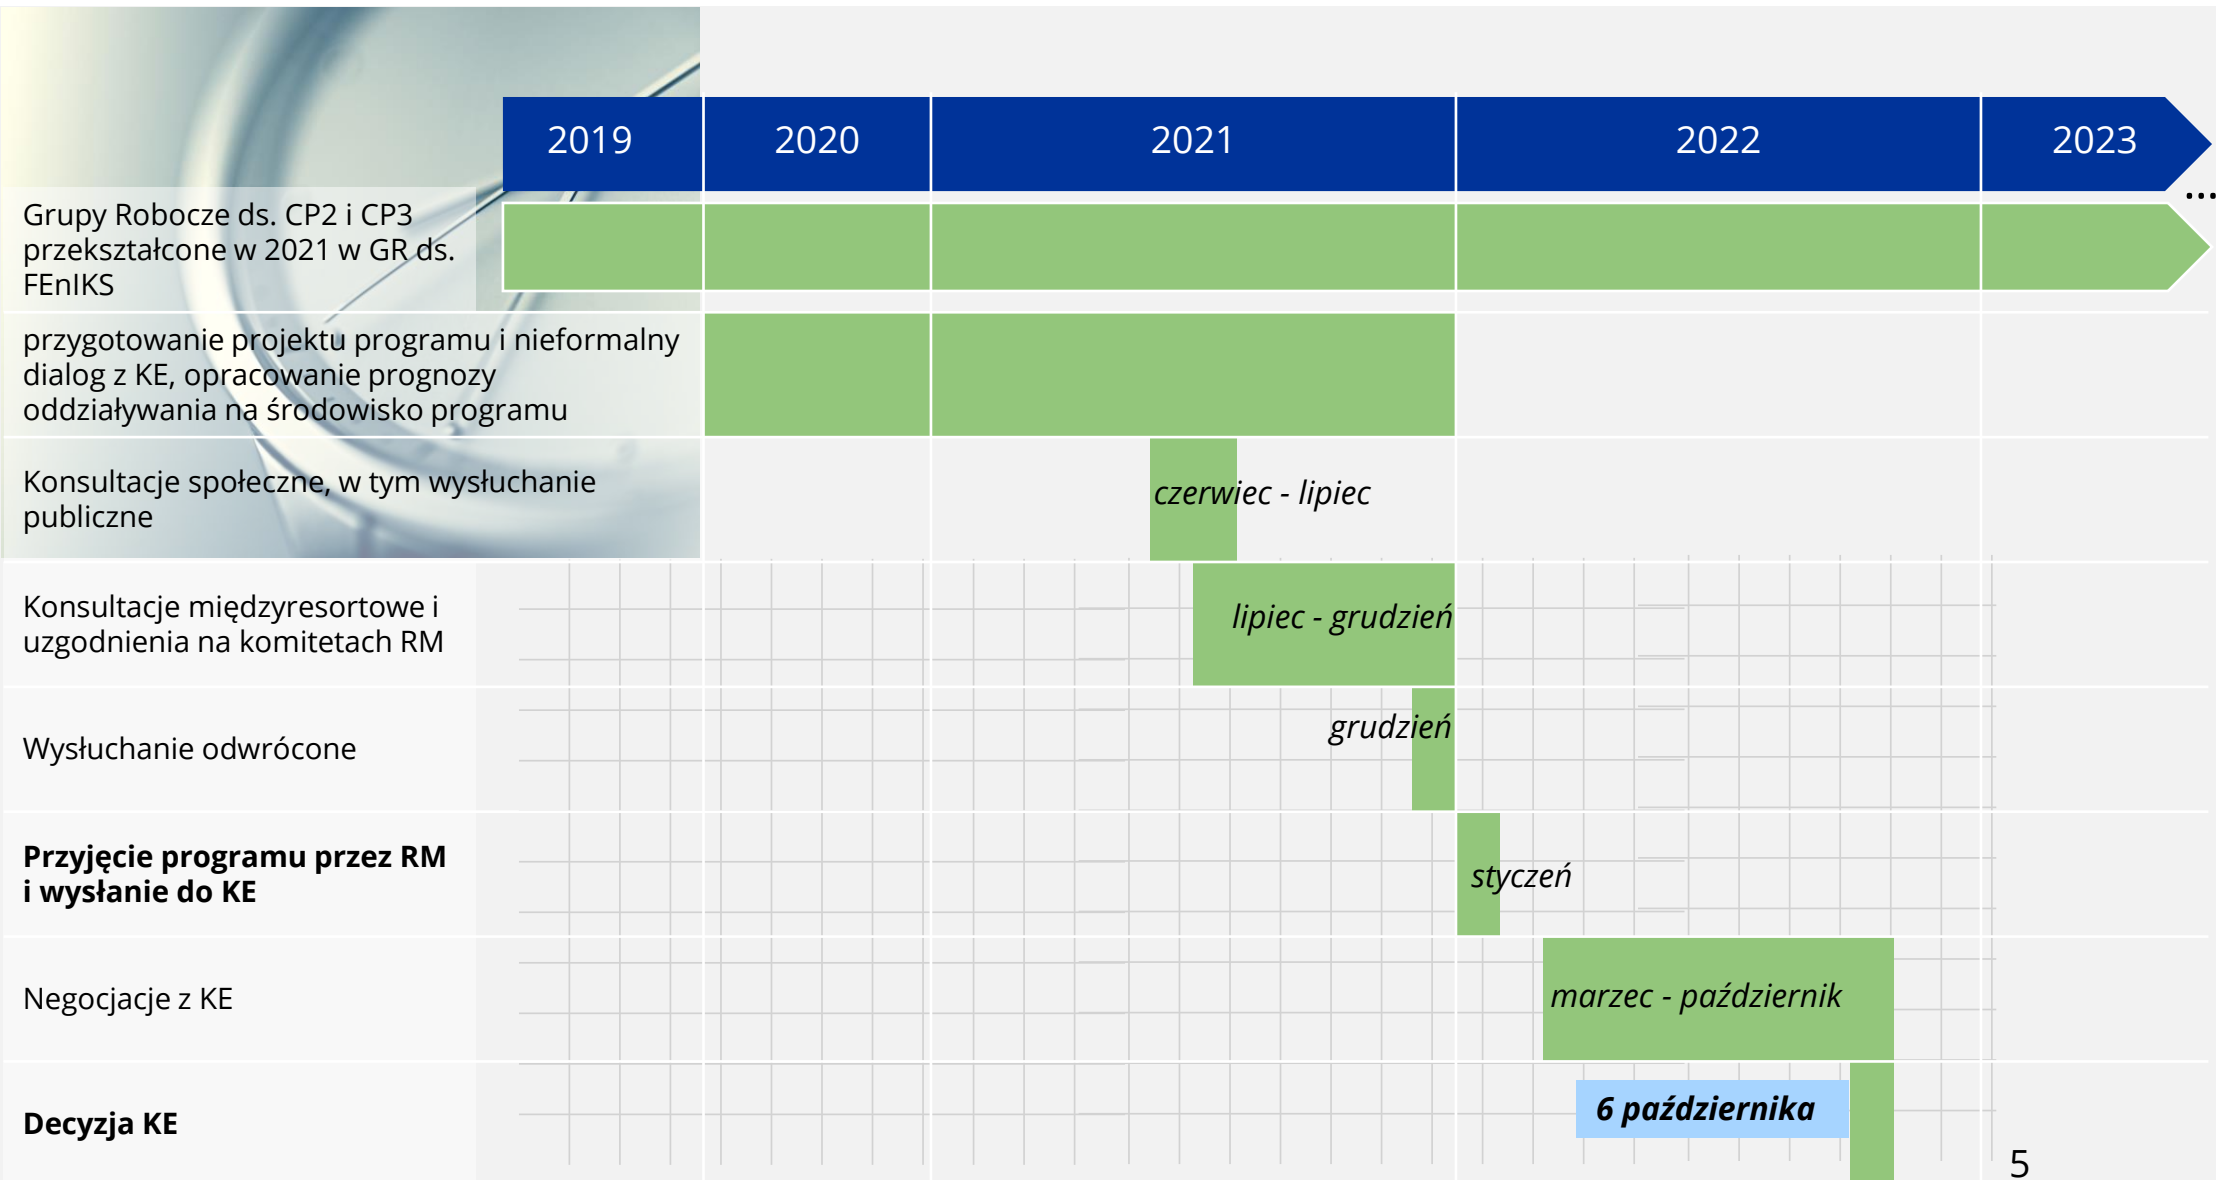 2019
2020
2021
2022
2023
...
Grupy Robocze ds. CP2 i CP3
przekształcone w 2021 w GR ds.
FEnIKS
przygotowanie projektu programu i nieformalny
dialog z KE, opracowanie prognozy
oddziaływania na środowisko programu
Konsultacje społeczne, w tym wysłuchanie
publiczne
czerwiec - lipiec
Konsultacje międzyresortowe i
uzgodnienia na komitetach RM
lipiec - grudzień
Wysłuchanie odwrócone
grudzień
Przyjęcie programu przez RM
i wysłanie do KE
styczeń
Negocjacje z KE
marzec - październik
Decyzja KE
6 października
5